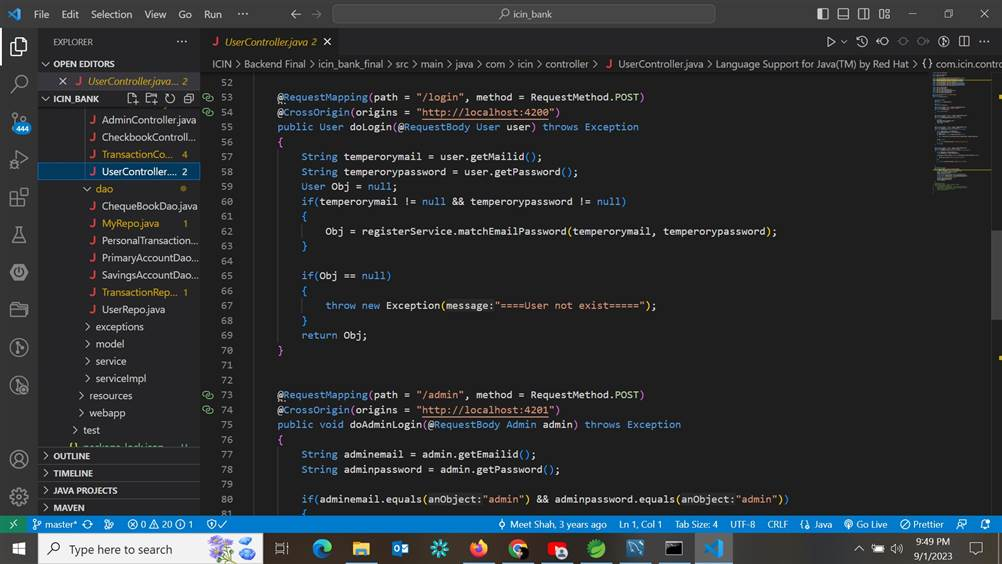 File Edit Selection View Go Run ··· icin_bank
EXPLORER ···
UserController.java 2
OPEN EDITORS
ICIN > Backend Final > icin_bank_final > src > main > java > com > icin > controller > UserController.java > Language Support for Java(TM) by Red Hat > {} com.icin.contro
UserController.java... 2
ICIN_BANK
AdminController.java
CheckbookControll...
TransactionCo... 4
UserController.... 2
dao
ChequeBookDao.java
MyRepo.java 1
PersonalTransaction...
PrimaryAccountDao...
SavingsAccountDao...
TransactionRep... 1
UserRepo.java
exceptions
model
service
serviceImpl
resources
webapp
test
OUTLINE
TIMELINE
JAVA PROJECTS
MAVEN
444
52
53 @RequestMapping(path = "/login", method = RequestMethod.POST)
54 @CrossOrigin(origins = "http://localhost:4200")
55 public User doLogin(@RequestBody User user) throws Exception
56 {
57 String temperorymail = user.getMailid();
58 String temperorypassword = user.getPassword();
59 User Obj = null;
60 if(temperorymail != null && temperorypassword != null)
61 {
62 Obj = registerService.matchEmailPassword(temperorymail, temperorypassword);
63 }
64
65 if(Obj == null)
66 {
67 throw new Exception(message:"====User not exist=====");
68 }
69 return Obj;
70 }
71
72
73 @RequestMapping(path = "/admin", method = RequestMethod.POST)
74 @CrossOrigin(origins = "http://localhost:4201")
75 public void doAdminLogin(@RequestBody Admin admin) throws Exception
76 {
77 String adminemail = admin.getEmailid();
78 String adminpassword = admin.getPassword();
79
80 if(adminemail.equals(anObject:"admin") && adminpassword.equals(anObject:"admin"))
81 {
master* 0 20 1 Meet Shah, 3 years ago Ln 1, Col 1 Tab Size: 4 UTF-8 CRLF {} Java Go Live Prettier
Type here to search
9:49 PM
9/1/2023